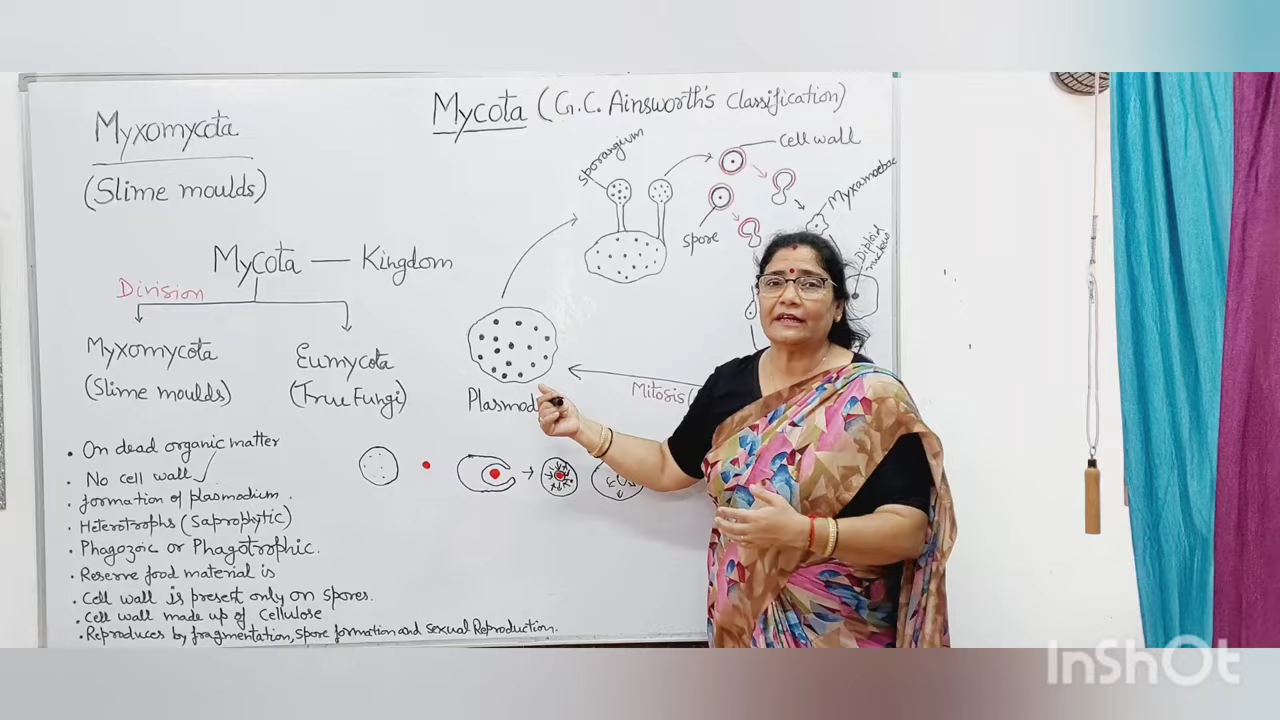 Mycota (G.C. Ainsworth's Classification)
Myxomycota
(Slime moulds)
Mycota — Kingdom
Division
Myxomycota
(Slime moulds)
Eumycota
(True Fungi)
• On dead organic matter
• No cell wall
• formation of plasmodium.
• Heterotrophs (Saprophytic)
• Phagozoic or Phagotrophic.
• Reserve food material is
• Cell wall is present only on spores.
• Cell wall made up of Cellulose
• Reproduces by fragmentation, spore formation and sexual Reproduction.
sporangium
Cell wall
spore
Myxamoebae
Diploid
nucleus
Mitosis(
Plasmod
InShOt